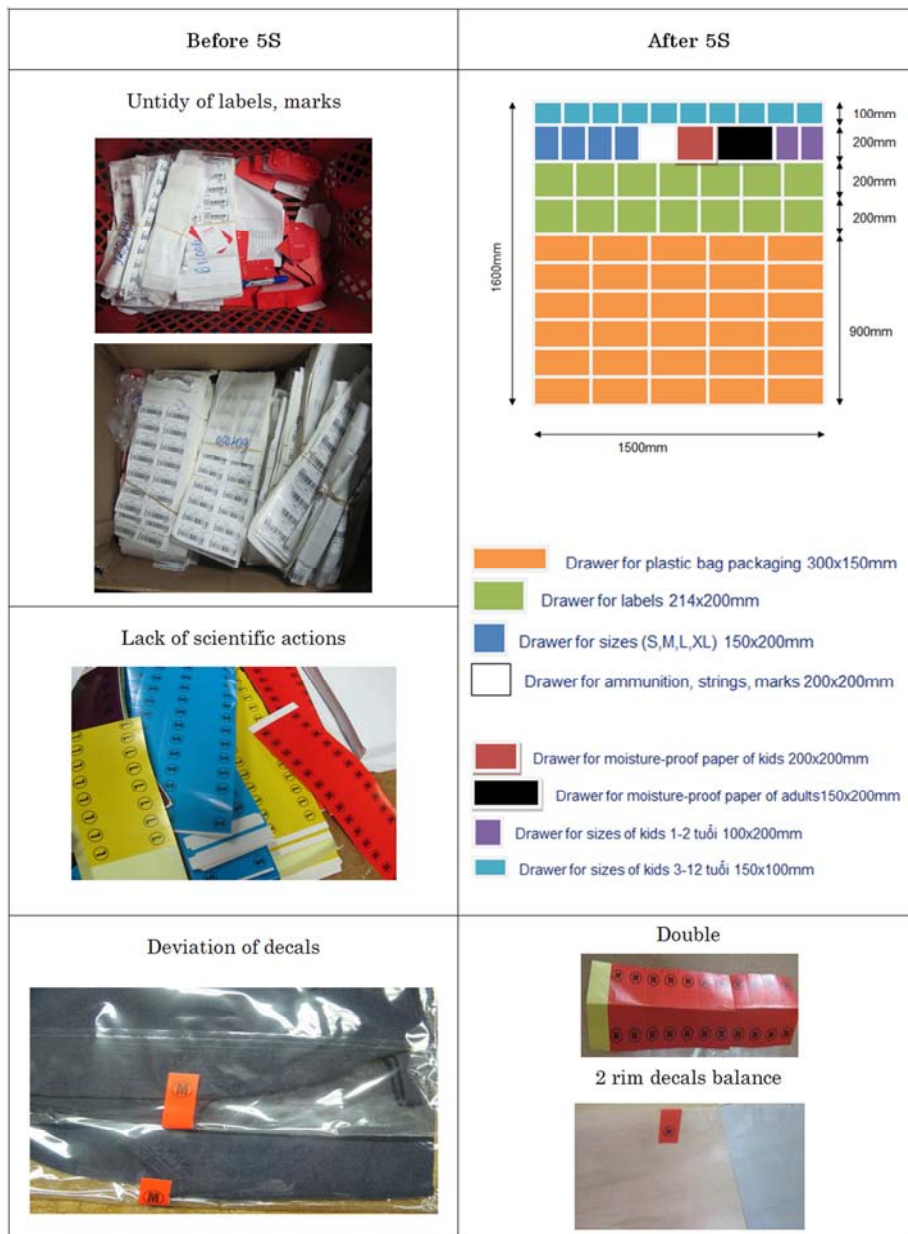 Before 5S
After 5S
Untidy of labels, marks
100mm
200mm
200mm
200mm
1600mm
900mm
1500mm
Drawer for plastic bag packaging 300x150mm
Drawer for labels 214x200mm
Drawer for sizes (S,M,L,XL) 150x200mm
Drawer for ammunition, strings, marks 200x200mm
Lack of scientific actions
Drawer for moisture-proof paper of kids 200x200mm
Drawer for moisture-proof paper of adults150x200mm
Drawer for sizes of kids 1-2 tuổi 100x200mm
Drawer for sizes of kids 3-12 tuổi 150x100mm
Deviation of decals
M
M
Double
2 rim decals balance